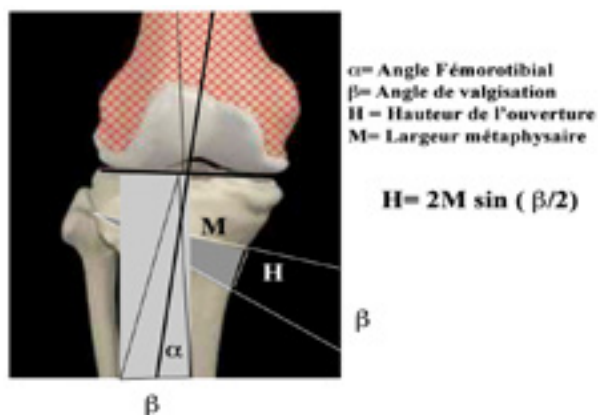 α= Angle Fémorotibial
β= Angle de valgisation
H = Hauteur de l'ouverture
M= Largeur métaphysaire
H= 2M sin ( β/2)
M
H
β
α
β